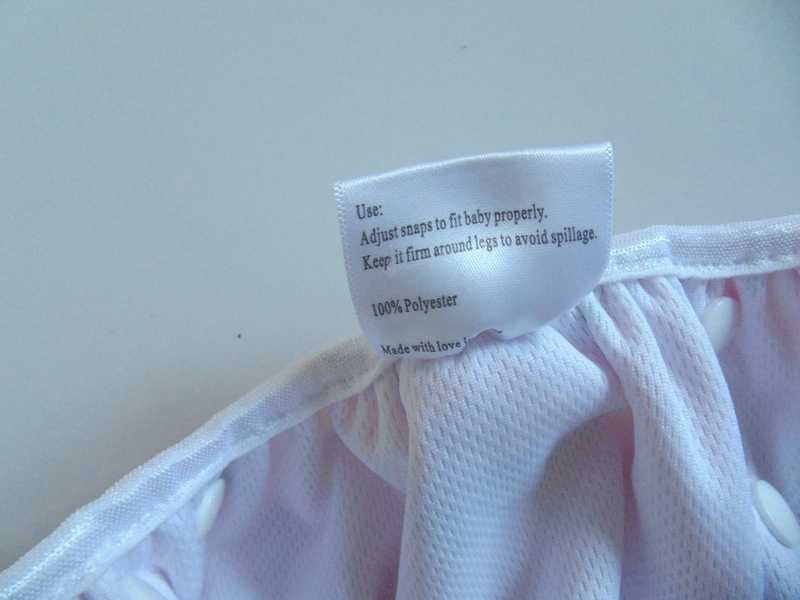 Use:
Adjust snaps to fit baby properly.
Keep it firm around legs to avoid spillage.
100% Polyester
Made with love